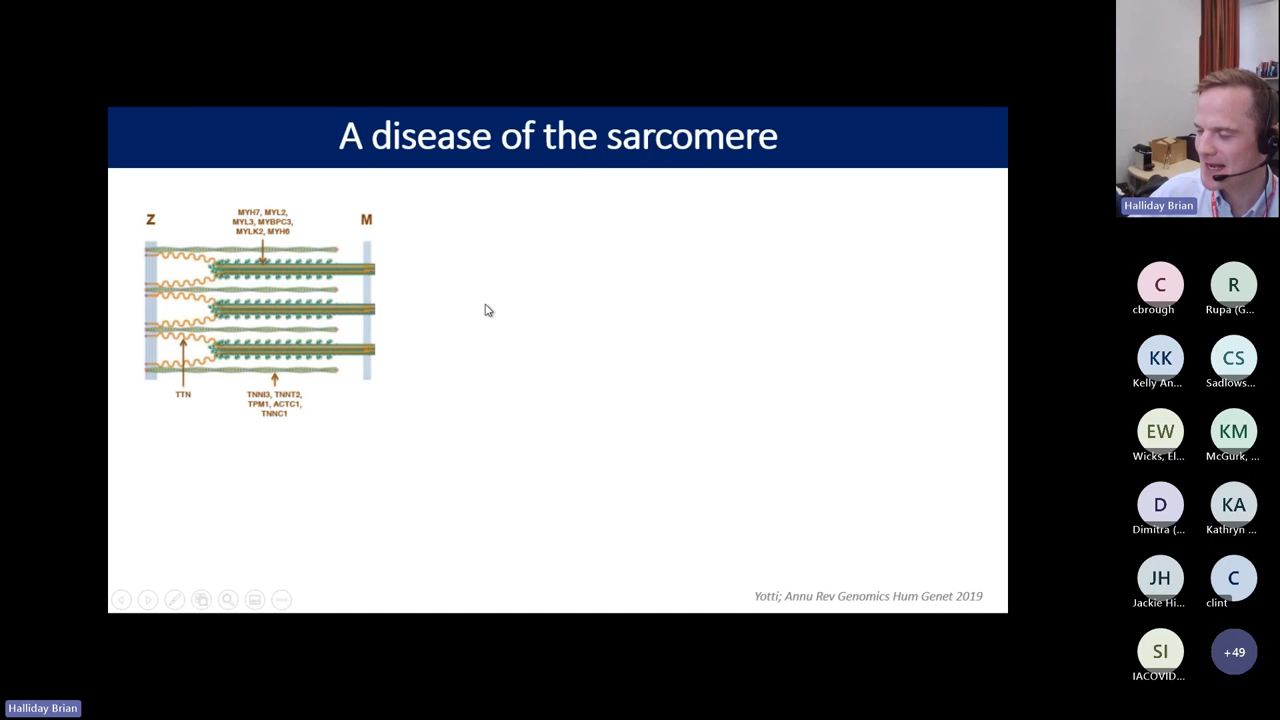 A disease of the sarcomere
Z
MYH7, MYL2,
MYL3, MYBPC3,
MYLK2, MYH6
M
TTN
TNNI3, TNNT2,
TPM1, ACTC1,
TNNC1
Yotti; Annu Rev Genomics Hum Genet 2019
Halliday Brian
C
cbrough
R
Rupa (G...
KK
Kelly An...
CS
Sadlows...
EW
Wicks, El...
KM
McGurk, ...
D
Dimitra (...
KA
Kathryn ...
JH
Jackie Hi...
C
clint
SI
IACOVID...
+49
Halliday Brian